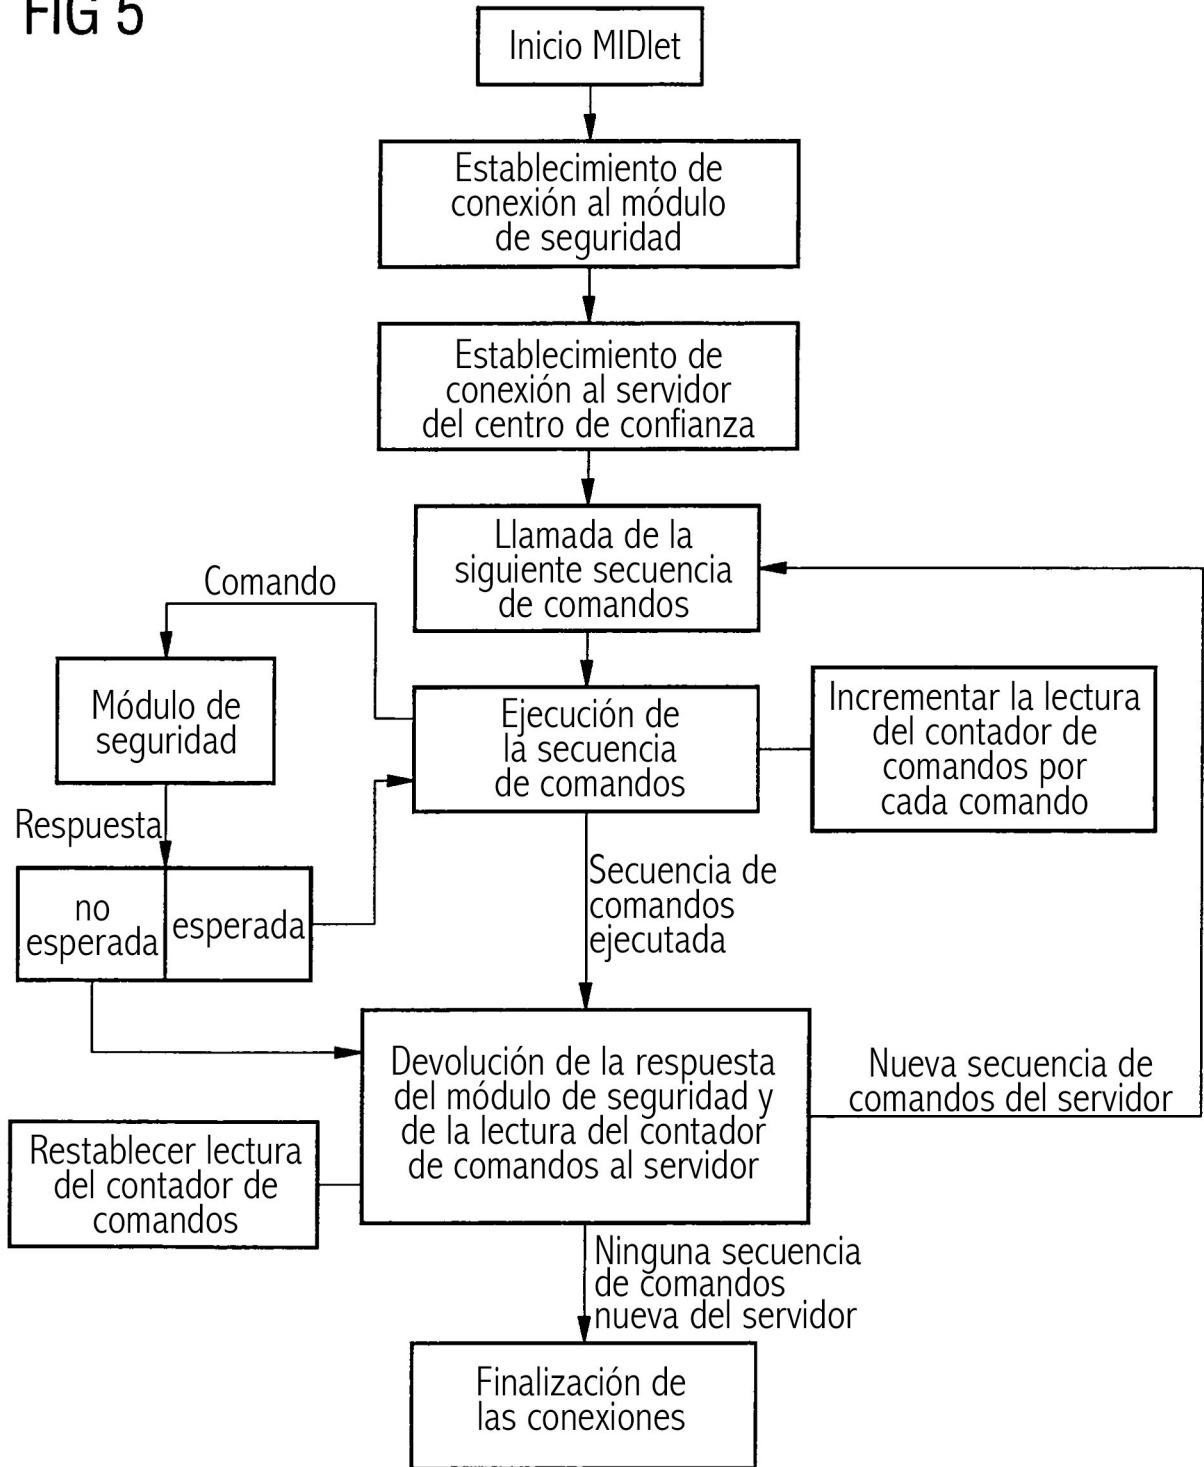 FIG 5
Inicio MIDlet
Establecimiento de
conexión al módulo
de seguridad
Establecimiento de
conexión al servidor
del centro de confianza
Llamada de la
siguiente secuencia
de comandos
Comando
Módulo de
seguridad
Ejecución de
la secuencia
de comandos
Incrementar la lectura
del contador de
comandos por
cada comando
Respuesta
no
esperada
esperada
Secuencia de
comandos
ejecutada
Devolución de la respuesta
del módulo de seguridad y
de la lectura del contador
de comandos al servidor
Nueva secuencia de
comandos del servidor
Restablecer lectura
del contador de
comandos
Ninguna secuencia
de comandos
nueva del servidor
Finalización de
las conexiones